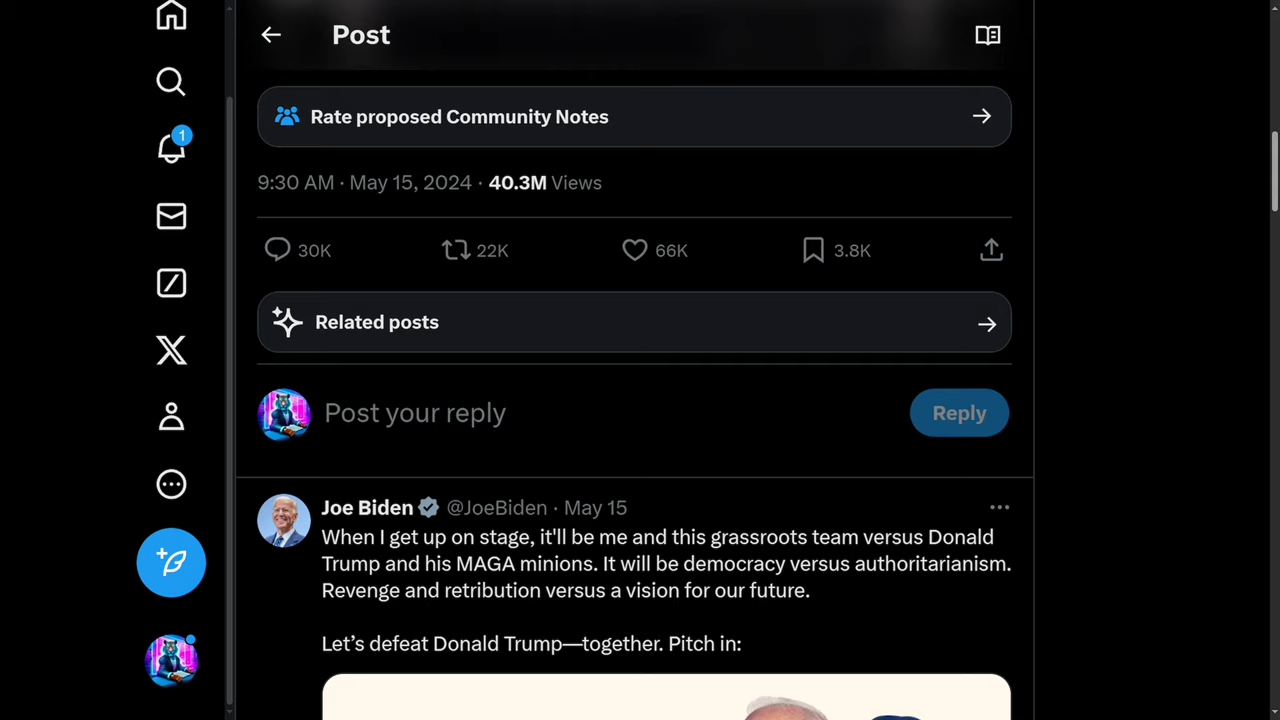 Post
Rate proposed Community Notes
9:30 AM · May 15, 2024 · 40.3M Views
30K 22K 66K 3.8K
Related posts
Post your reply Reply
1
Joe Biden @JoeBiden · May 15
When I get up on stage, it'll be me and this grassroots team versus Donald
Trump and his MAGA minions. It will be democracy versus authoritarianism.
Revenge and retribution versus a vision for our future.
Let’s defeat Donald Trump—together. Pitch in: